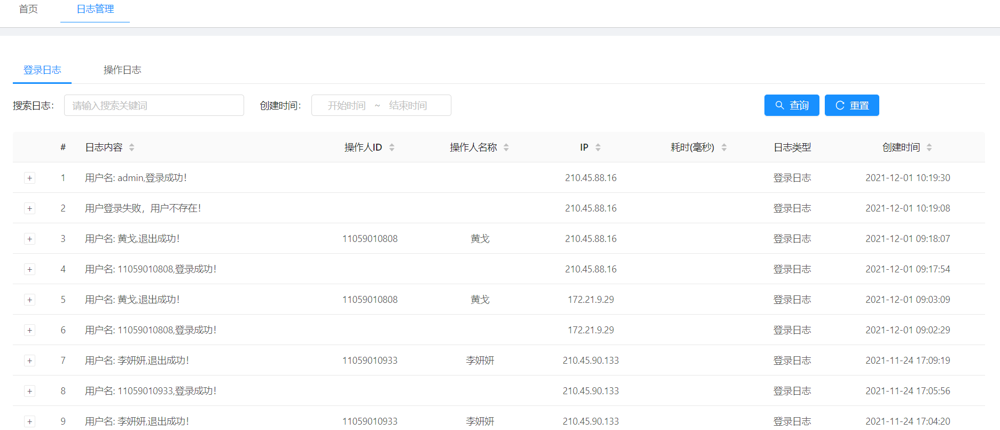 首页 日志管理
登录日志 操作日志
搜索日志: 请输入搜索关键词 创建时间: 开始时间 ~ 结束时间 查询 重置
# 日志内容 操作人ID 操作人名称 IP 耗时(毫秒) 日志类型 创建时间
+ 1 用户名: admin,登录成功! 210.45.88.16 登录日志 2021-12-01 10:19:30
+ 2 用户登录失败，用户不存在! 210.45.88.16 登录日志 2021-12-01 10:19:08
+ 3 用户名: 黄戈,退出成功! 11059010808 黄戈 210.45.88.16 登录日志 2021-12-01 09:18:07
+ 4 用户名: 11059010808,登录成功! 210.45.88.16 登录日志 2021-12-01 09:17:54
+ 5 用户名: 黄戈,退出成功! 11059010808 黄戈 172.21.9.29 登录日志 2021-12-01 09:03:09
+ 6 用户名: 11059010808,登录成功! 172.21.9.29 登录日志 2021-12-01 09:02:29
+ 7 用户名: 李妍妍,退出成功! 11059010933 李妍妍 210.45.90.133 登录日志 2021-11-24 17:09:19
+ 8 用户名: 11059010933,登录成功! 210.45.90.133 登录日志 2021-11-24 17:05:56
+ 9 用户名: 李妍妍,退出成功! 11059010933 李妍妍 210.45.90.133 登录日志 2021-11-24 17:04:20